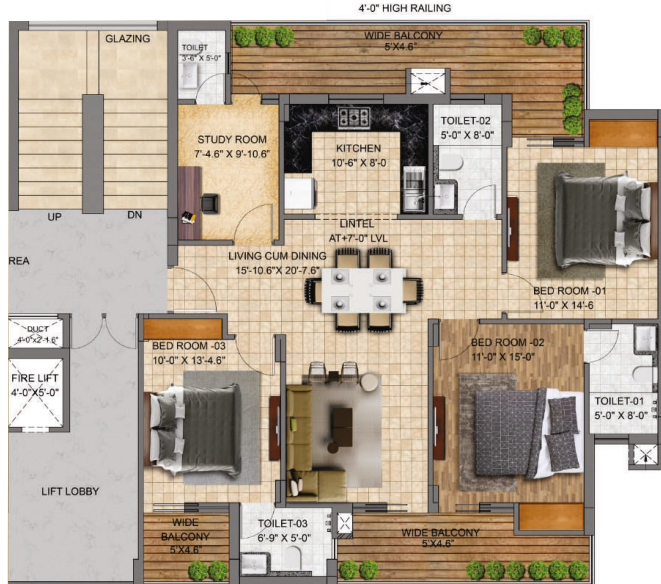 4'-0" HIGH RAILING
GLAZING
WIDE BALCONY
5'X4.6"
TOILET
3'-6" X 5'-0"
TOILET-02
5'-0" X 8'-0"
STUDY ROOM
7'-4.6" X 9'-10.6"
KITCHEN
10'-6" X 8'-0
UP
DN
LINTEL
AT+7'-0" LVL
LIVING CUM DINING
15'-10.6"X 20'-7.6"
REA
BED ROOM -01
11'-0" X 14'-6
DUCT
4'-0"x2'-1.6"
BED ROOM -03
10'-0" X 13'-4.6"
BED ROOM -02
11'-0" X 15'-0"
FIRE LIFT
4'-0"X5'-0"
TOILET-01
5'-0" X 8'-0"
LIFT LOBBY
WIDE
BALCONY
5'X4.6"
TOILET-03
6'-9" X 5'-0"
WIDE BALCONY
5'X4.6"